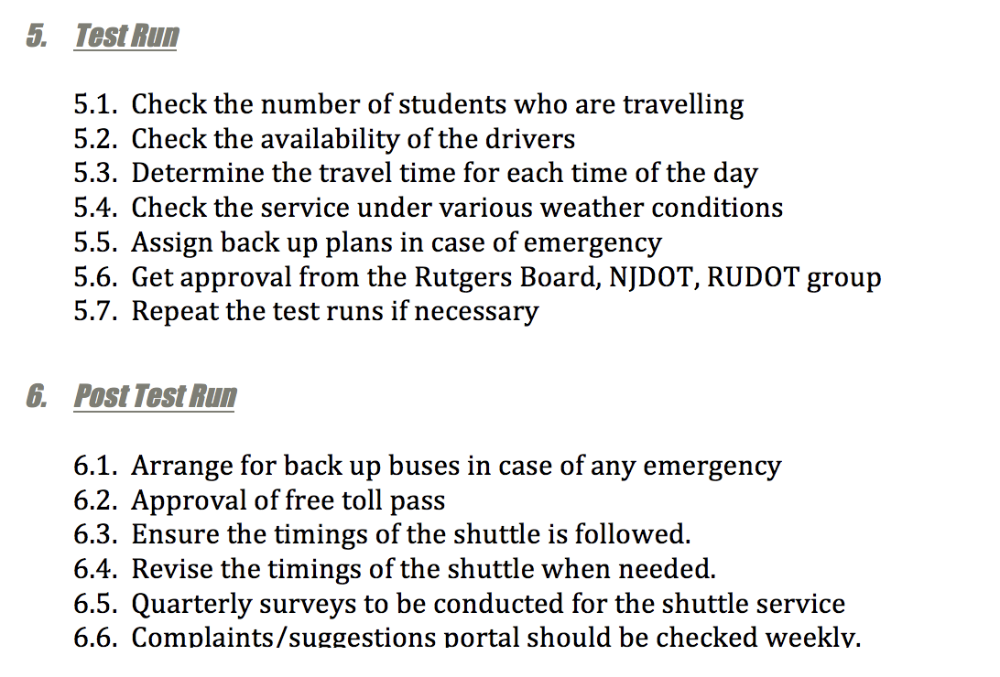 5. Test Run
5.1. Check the number of students who are travelling
5.2. Check the availability of the drivers
5.3. Determine the travel time for each time of the day
5.4. Check the service under various weather conditions
5.5. Assign back up plans in case of emergency
5.6. Get approval from the Rutgers Board, NJDOT, RUDOT group
5.7. Repeat the test runs if necessary
6. Post Test Run
6.1. Arrange for back up buses in case of any emergency
6.2. Approval of free toll pass
6.3. Ensure the timings of the shuttle is followed.
6.4. Revise the timings of the shuttle when needed.
6.5. Quarterly surveys to be conducted for the shuttle service
6.6. Complaints/suggestions portal should be checked weekly.